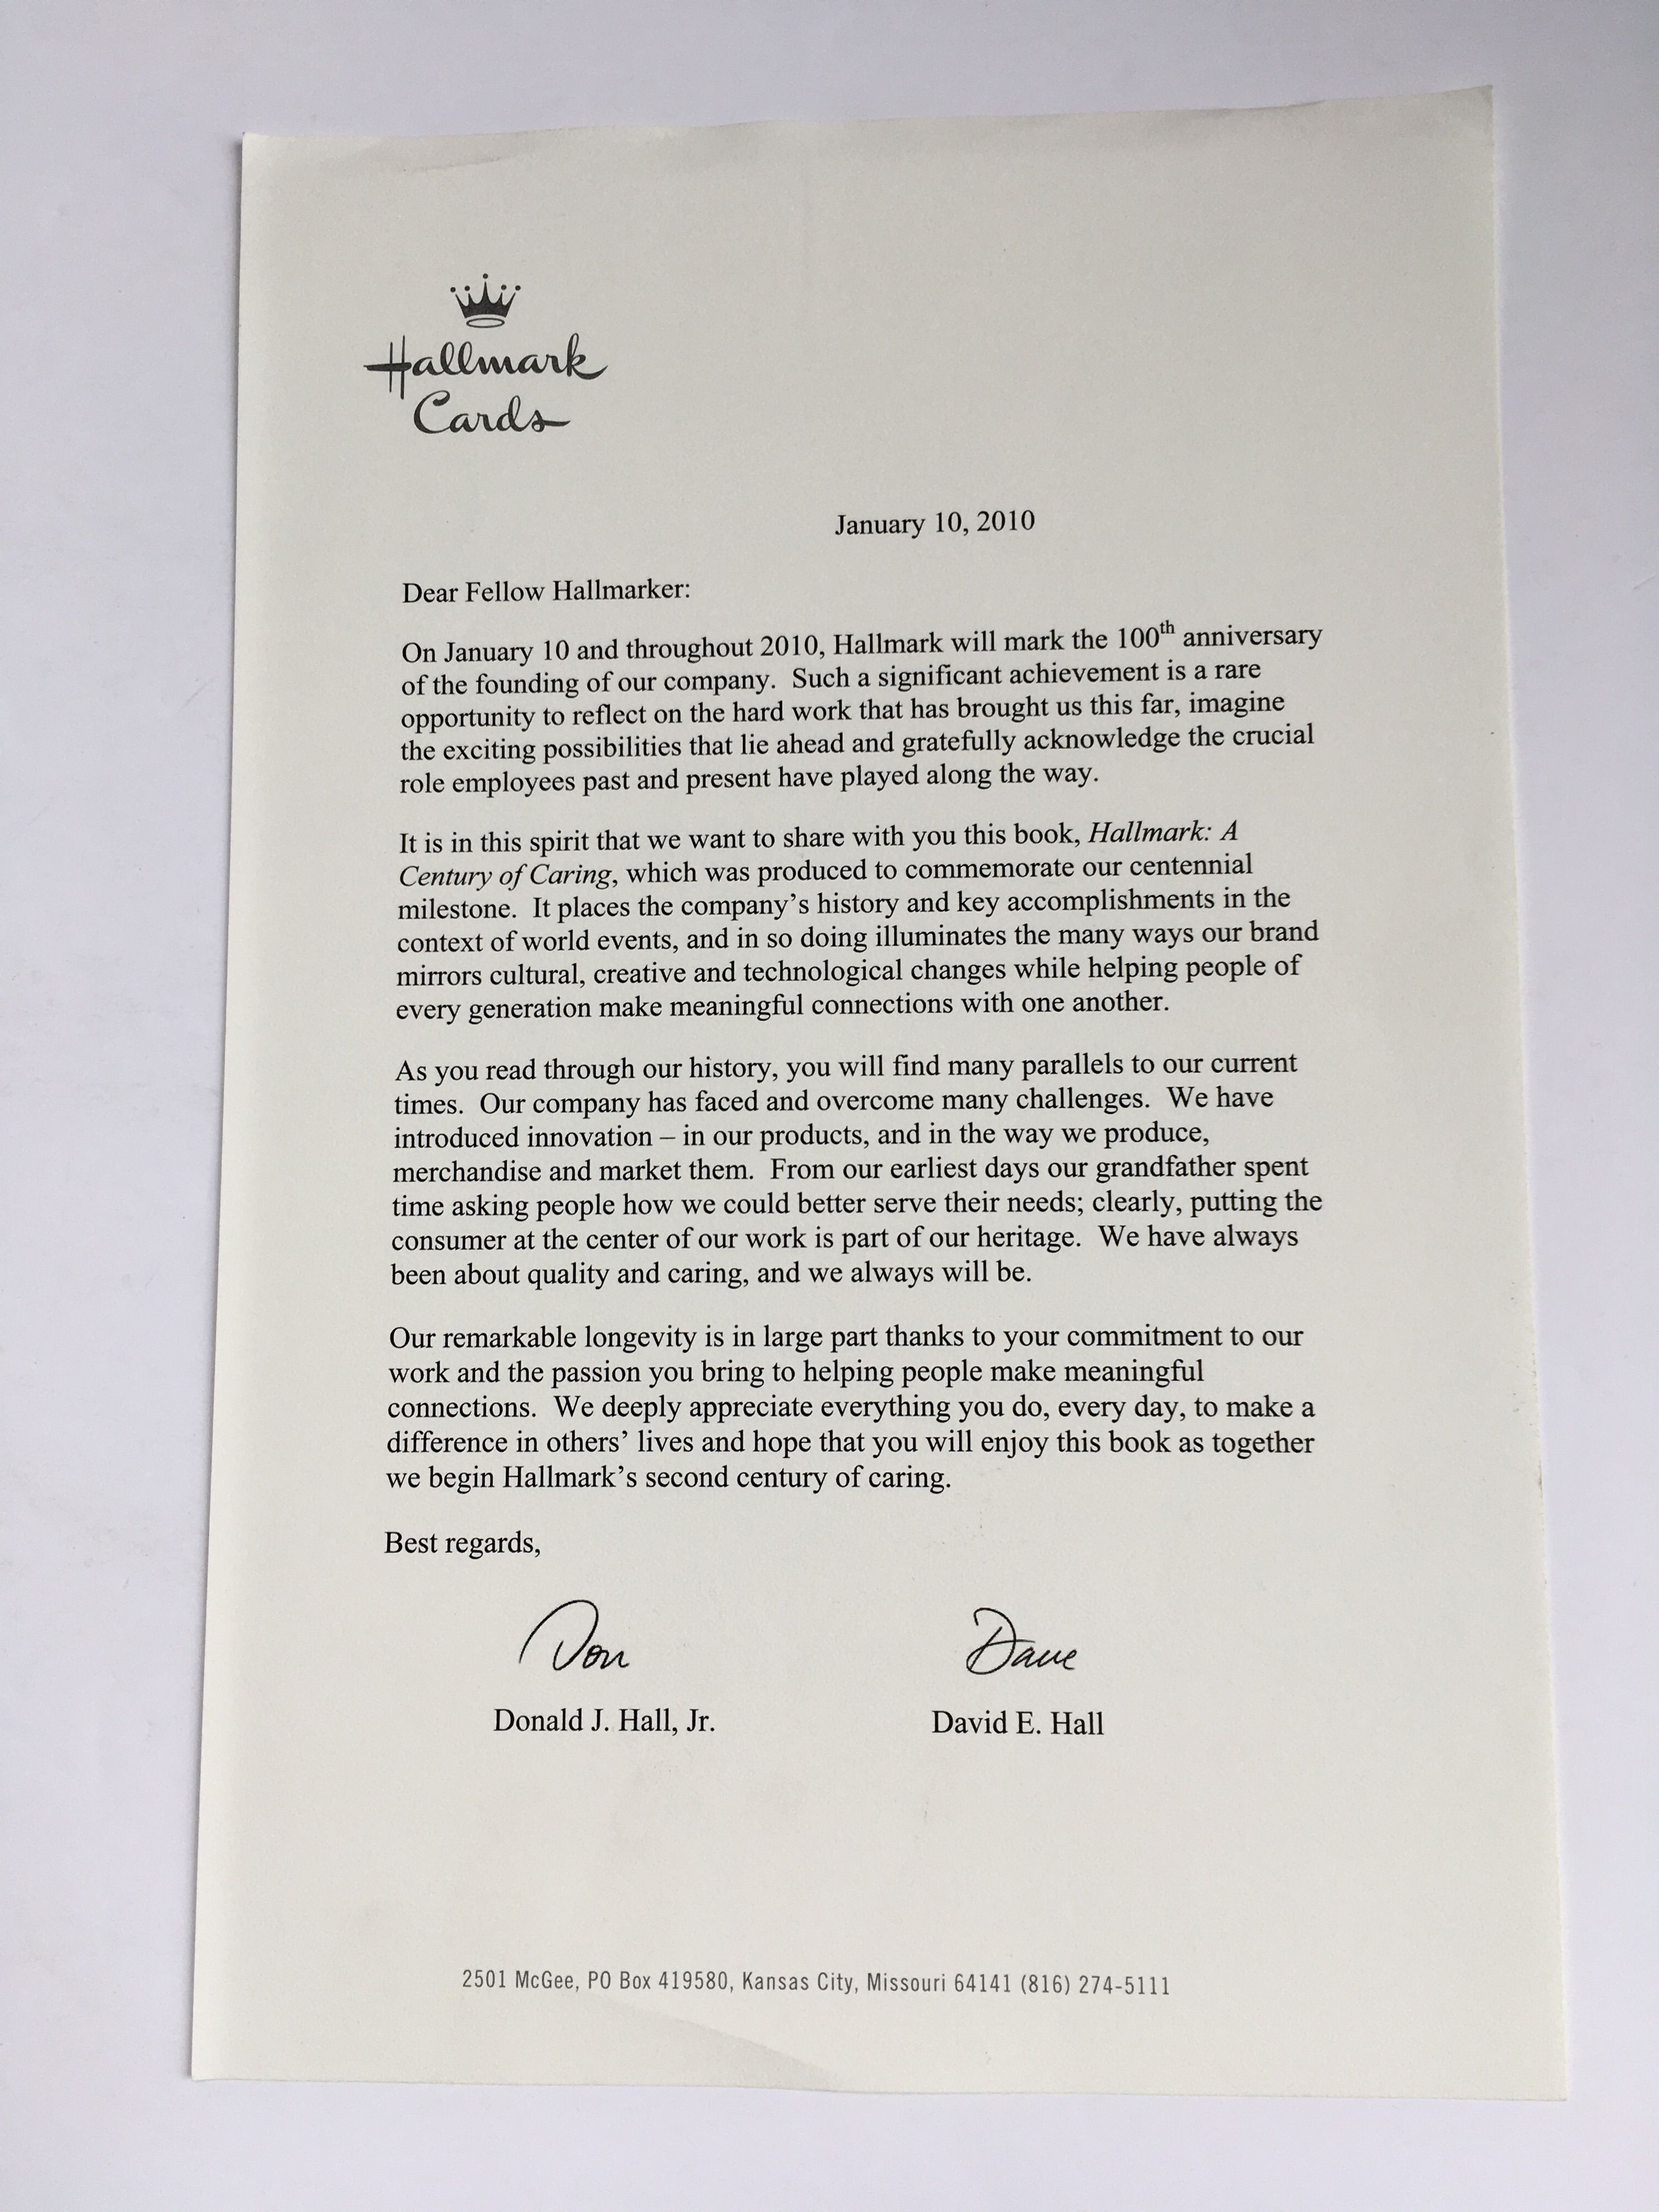 Hallmark
Cards
January 10, 2010
Dear Fellow Hallmarker:
On January 10 and throughout 2010, Hallmark will mark the 100th anniversary
of the founding of our company.  Such a significant achievement is a rare
opportunity to reflect on the hard work that has brought us this far, imagine
the exciting possibilities that lie ahead and gratefully acknowledge the crucial
role employees past and present have played along the way.
It is in this spirit that we want to share with you this book, Hallmark: A
Century of Caring, which was produced to commemorate our centennial
milestone.  It places the company’s history and key accomplishments in the
context of world events, and in so doing illuminates the many ways our brand
mirrors cultural, creative and technological changes while helping people of
every generation make meaningful connections with one another.
As you read through our history, you will find many parallels to our current
times.  Our company has faced and overcome many challenges.  We have
introduced innovation – in our products, and in the way we produce,
merchandise and market them.  From our earliest days our grandfather spent
time asking people how we could better serve their needs; clearly, putting the
consumer at the center of our work is part of our heritage.  We have always
been about quality and caring, and we always will be.
Our remarkable longevity is in large part thanks to your commitment to our
work and the passion you bring to helping people make meaningful
connections.  We deeply appreciate everything you do, every day, to make a
difference in others’ lives and hope that you will enjoy this book as together
we begin Hallmark’s second century of caring.
Best regards,
Don Dave
Donald J. Hall, Jr. David E. Hall
2501 McGee, PO Box 419580, Kansas City, Missouri 64141 (816) 274-5111